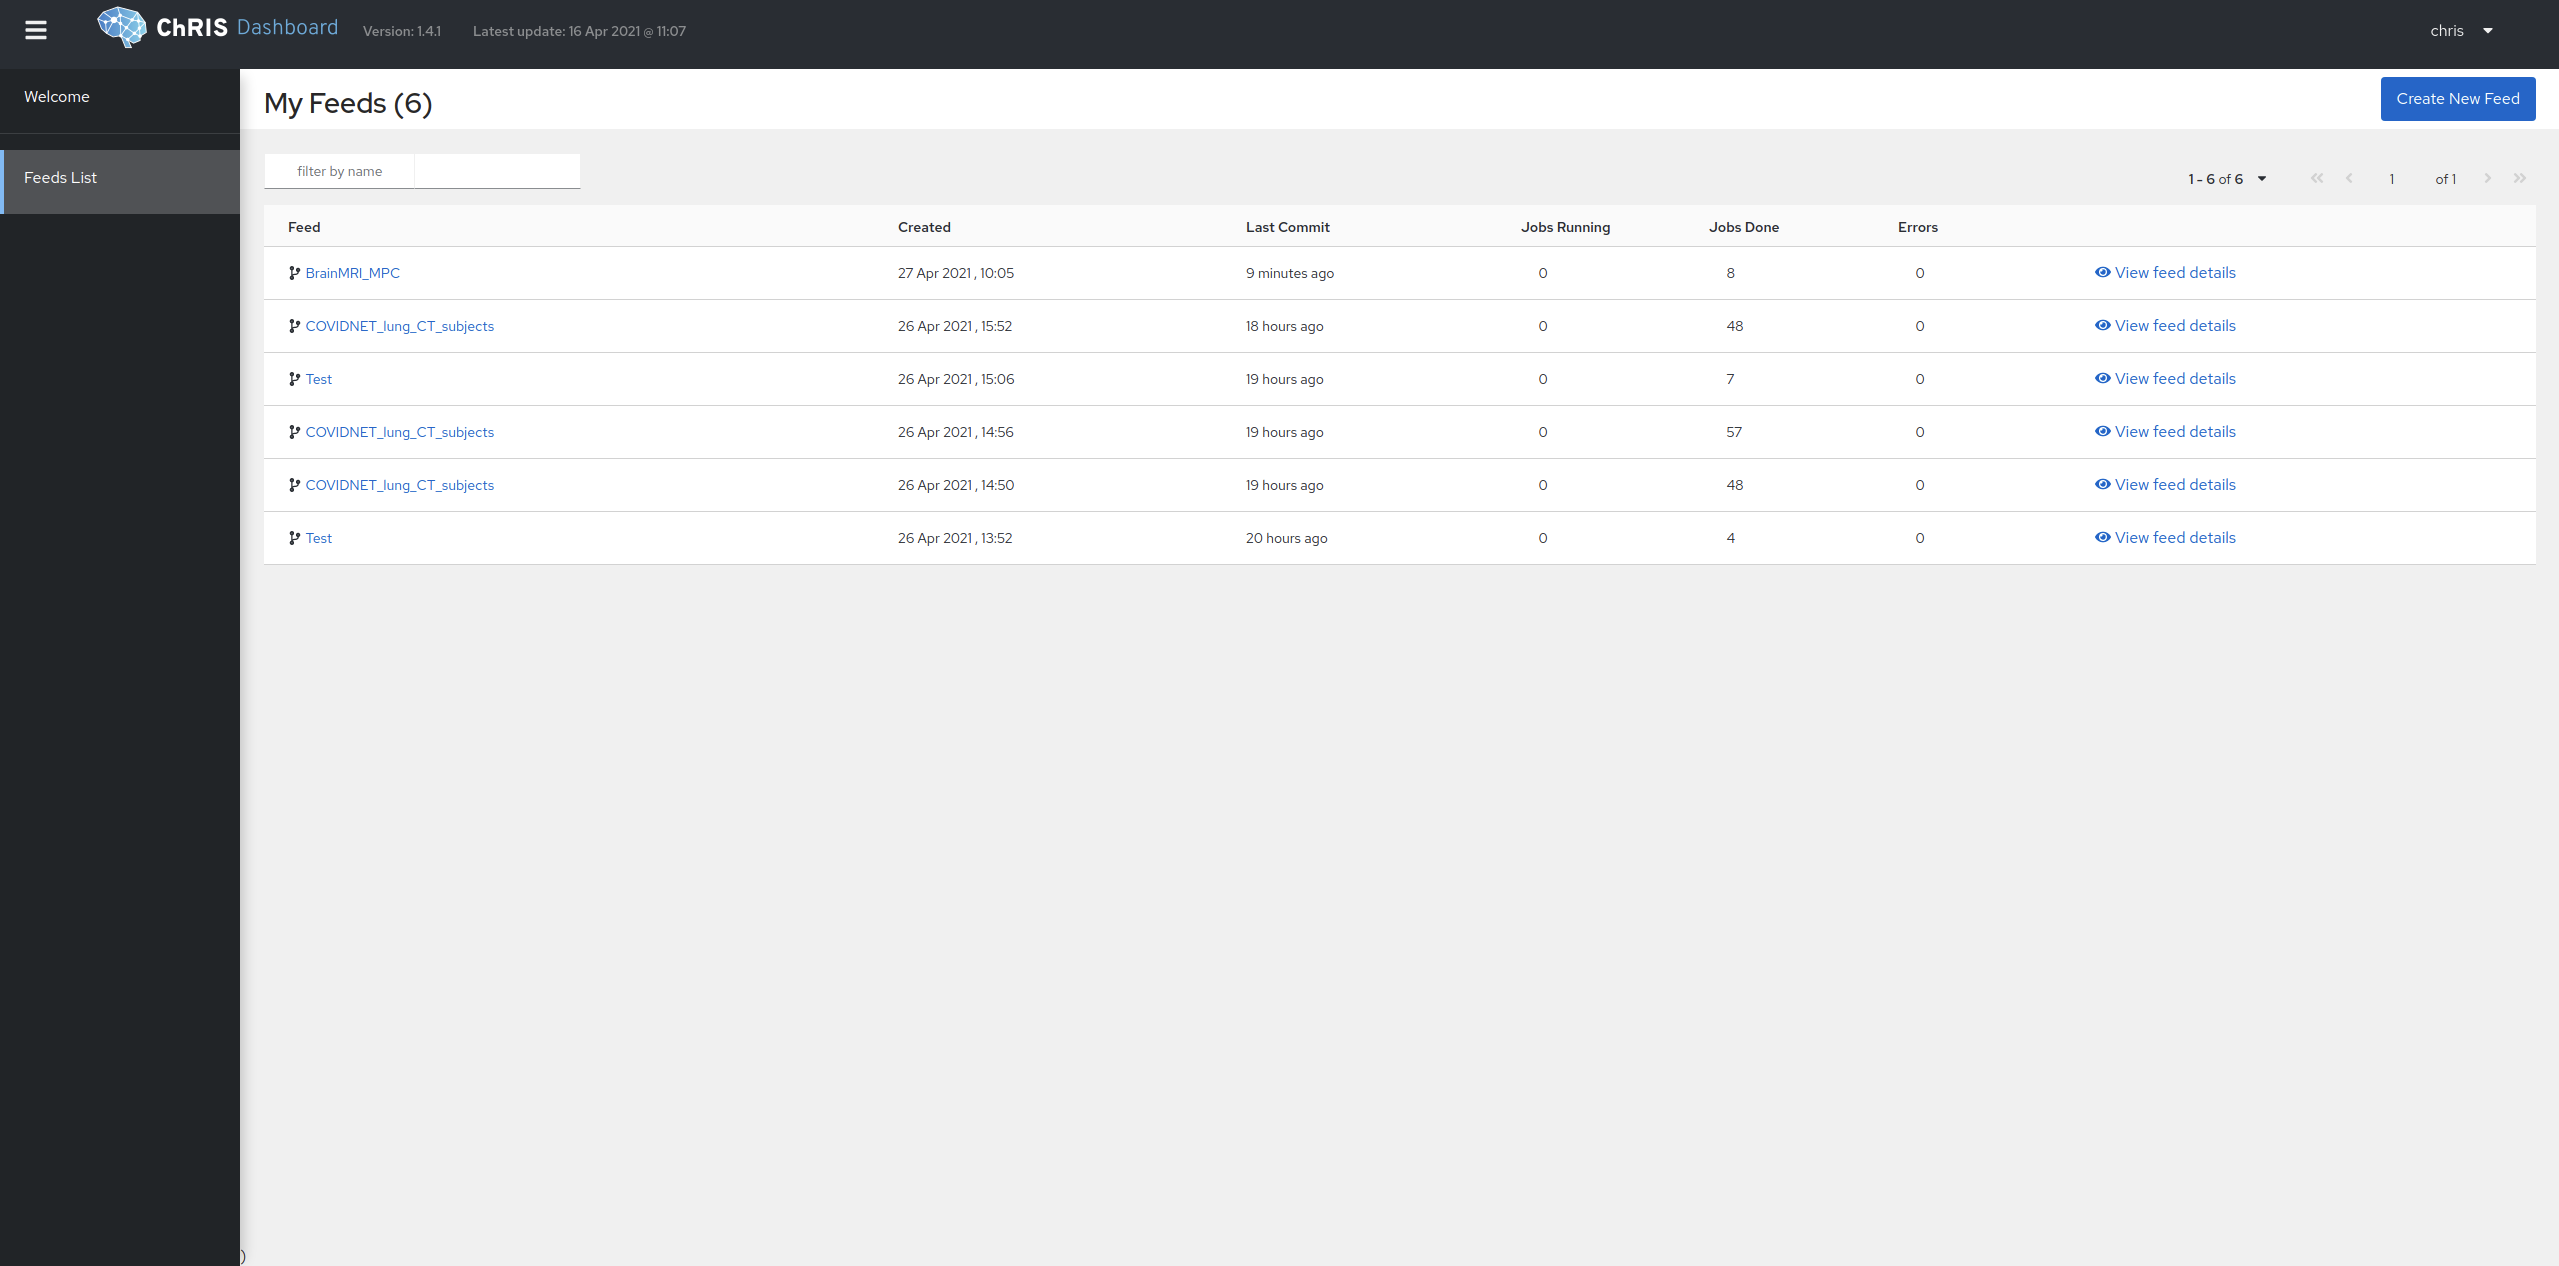 ChRIS Dashboard Version: 1.4.1 Latest update: 16 Apr 2021 @ 11:07 chris
Welcome
Feeds List
My Feeds (6) Create New Feed
filter by name 1 - 6 of 6 1 of 1
Feed Created Last Commit Jobs Running Jobs Done Errors
BrainMRI_MPC 27 Apr 2021 , 10:05 9 minutes ago 0 8 0 View feed details
COVIDNET_lung_CT_subjects 26 Apr 2021 , 15:52 18 hours ago 0 48 0 View feed details
Test 26 Apr 2021 , 15:06 19 hours ago 0 7 0 View feed details
COVIDNET_lung_CT_subjects 26 Apr 2021 , 14:56 19 hours ago 0 57 0 View feed details
COVIDNET_lung_CT_subjects 26 Apr 2021 , 14:50 19 hours ago 0 48 0 View feed details
Test 26 Apr 2021 , 13:52 20 hours ago 0 4 0 View feed details
)